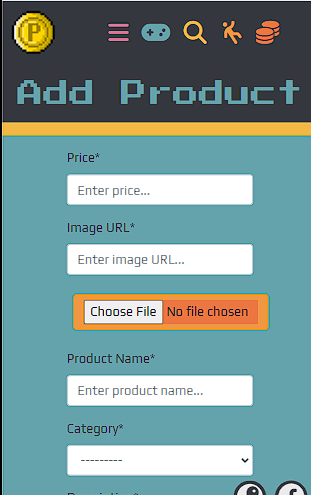 P
Add Product
Price*
Enter price...
Image URL*
Enter image URL...
Choose File No file chosen
Product Name*
Enter product name...
Category*
---------